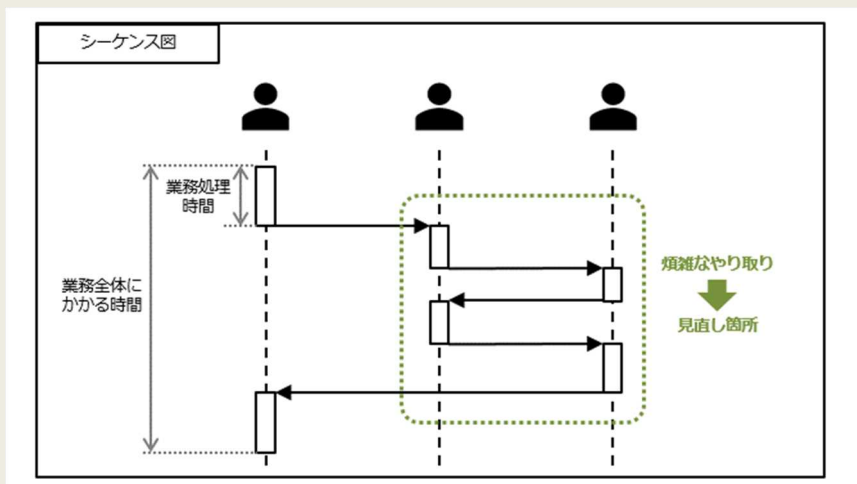 シーケンス図
業務処理
時間
業務全体に
かかる時間
煩雑なやり取り
見直し箇所